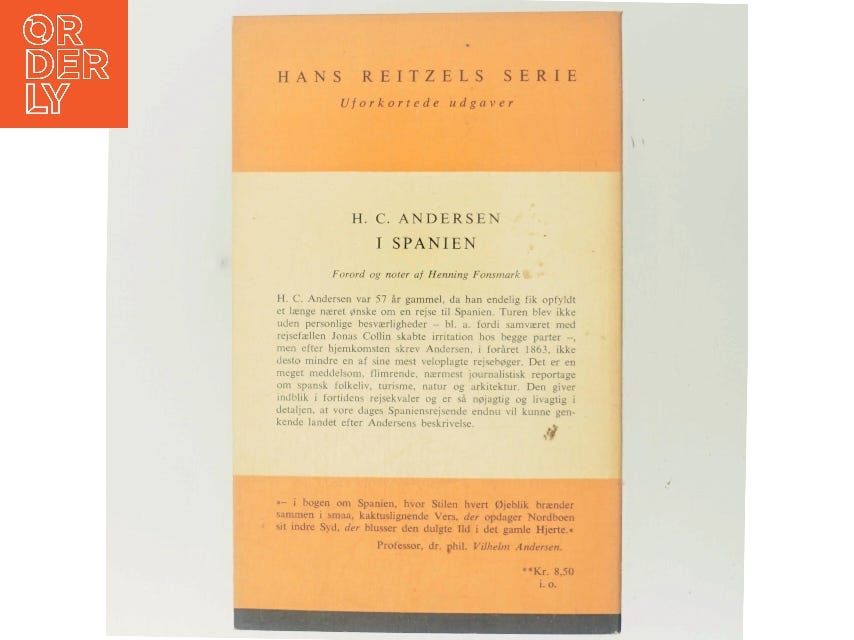 OR
DER
LY
HANS REITZELS SERIE
Uforkortede udgaver
H. C. ANDERSEN
I SPANIEN
Forord og noter af Henning Fonsmark
H. C. Andersen var 57 år gammel, da han endelig fik opfyldt
et længe næret ønske om en rejse til Spanien. Turen blev ikke
uden personlige besværligheder – bl. a. fordi samværet med
rejsefællen Jonas Collin skabte irritation hos begge parter –,
men efter hjemkomsten skrev Andersen, i foråret 1863, ikke
desto mindre en af sine mest veloplagte rejsebøger. Det er en
meget meddelsom, flimrende, nærmest journalistisk reportage
om spansk folkeliv, turisme, natur og arkitektur. Den giver
indblik i fortidens rejsekvaler og er så nøjagtig og livagtig i
detaljen, at vore dages Spaniensrejsende endnu vil kunne gen-
kende landet efter Andersens beskrivelse.
»– i bogen om Spanien, hvor Stilen hvert Øjeblik brænder
sammen i smaa, kaktuslignende Vers, der opdager Nordboen
sit indre Syd, der blusser den dulgte Ild i det gamle Hjerte.«
Professor, dr. phil. Vilhelm Andersen.
**Kr. 8,50
i. o.